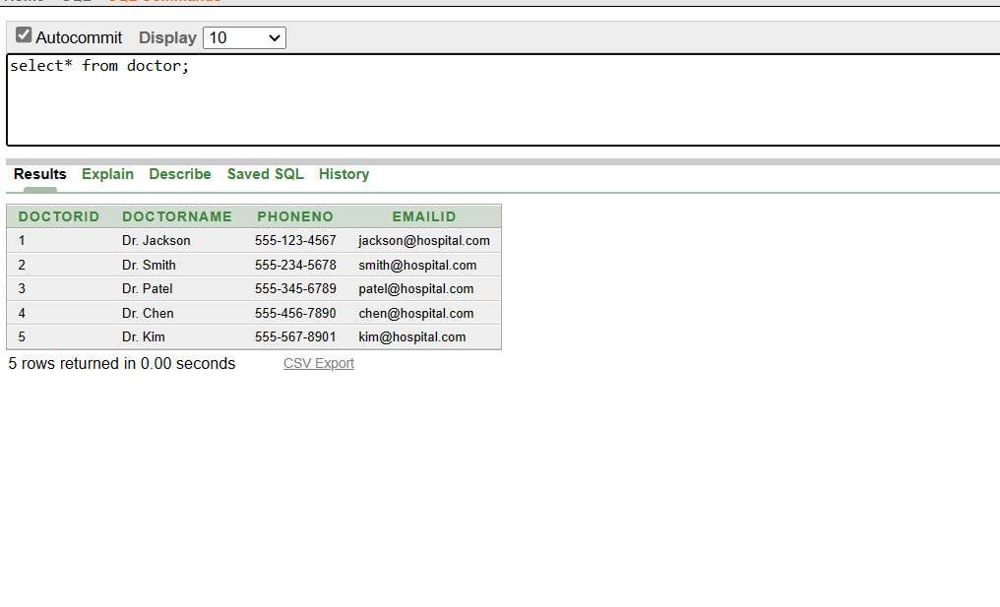 Autocommit Display 10
select* from doctor;
Results Explain Describe Saved SQL History
DOCTORID DOCTORNAME PHONENO EMAILID
1 Dr. Jackson 555-123-4567 jackson@hospital.com
2 Dr. Smith 555-234-5678 smith@hospital.com
3 Dr. Patel 555-345-6789 patel@hospital.com
4 Dr. Chen 555-456-7890 chen@hospital.com
5 Dr. Kim 555-567-8901 kim@hospital.com
5 rows returned in 0.00 seconds CSV Export